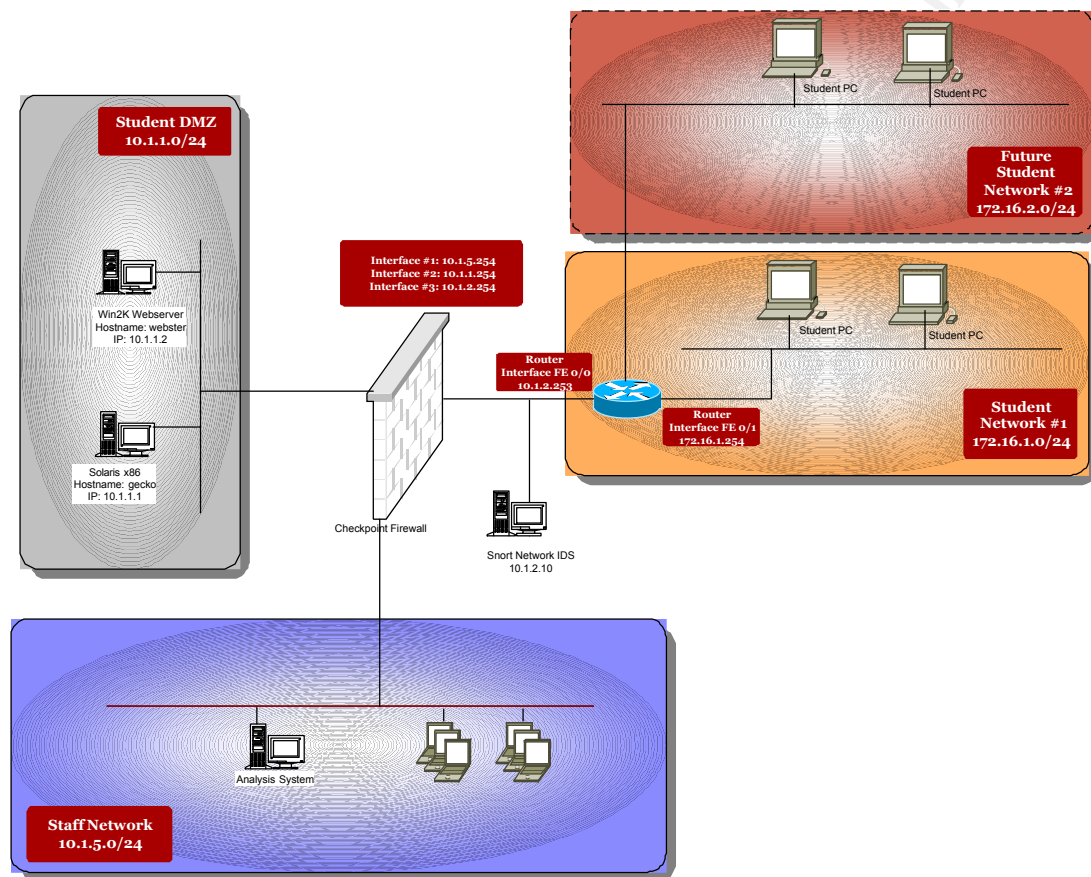 Student PC
Student PC
Future
Student
Network #2
172.16.2.0/24
Student DMZ
10.1.1.0/24
Interface #1: 10.1.5.254
Interface #2: 10.1.1.254
Interface #3: 10.1.2.254
Win2K Webserver
Hostname: webster
IP: 10.1.1.2
Student PC
Student PC
Router
Interface FE 0/0
10.1.2.253
Router
Interface FE 0/1
172.16.1.254
Student
Network #1
172.16.1.0/24
Solaris x86
Hostname: gecko
IP: 10.1.1.1
Checkpoint Firewall
Snort Network IDS
10.1.2.10
Analysis System
Staff Network
10.1.5.0/24